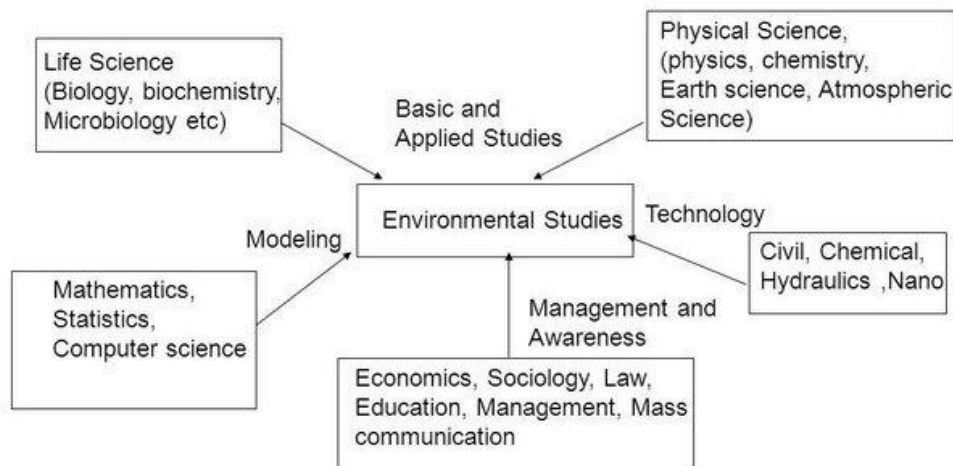 Life Science
(Biology, biochemistry,
Microbiology etc)
Basic and
Applied Studies
Physical Science,
(physics, chemistry,
Earth science, Atmospheric
Science)
Environmental Studies
Technology
Modeling
Civil, Chemical,
Hydraulics ,Nano
Mathematics,
Statistics,
Computer science
Management and
Awareness
Economics, Sociology, Law,
Education, Management, Mass
communication